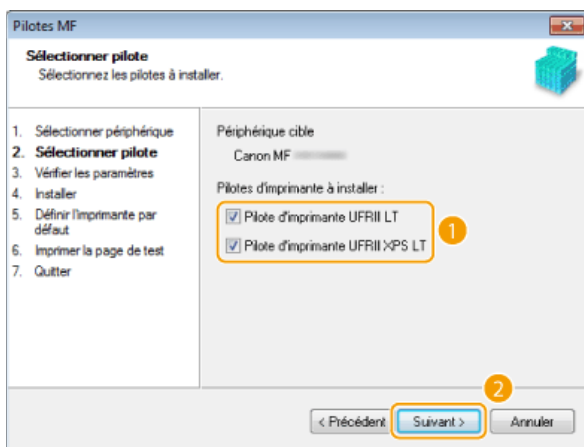 Pilotes MF
Sélectionner pilote
Sélectionnez les pilotes à installer.
1. Sélectionner périphérique
2. Sélectionner pilote
3. Vérifier les paramètres
4. Installer
5. Définir l'imprimante par
défaut
6. Imprimer la page de test
7. Quitter
Périphérique cible
Canon MF
Pilotes d'imprimante à installer :
Pilote d'imprimante UFRII LT
Pilote d'imprimante UFRII XPS LT
1
2
< Précédent
Suivant >
Annuler